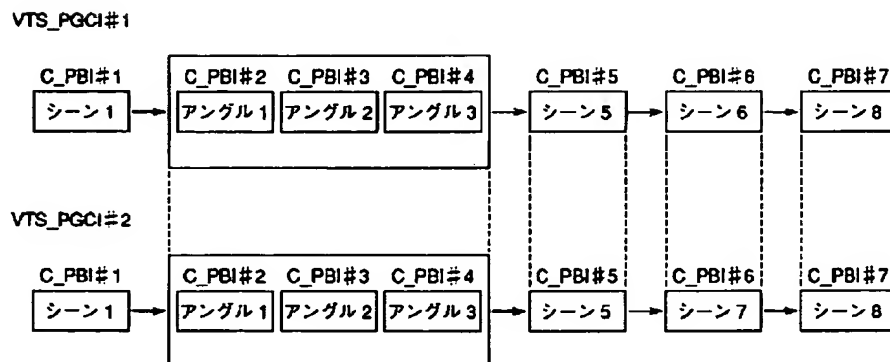 VTS_PGCI#1
C_PBI#1 C_PBI#2 C_PBI#3 C_PBI#4 C_PBI#5 C_PBI#6 C_PBI#7
シーン1 アングル1 アングル2 アングル3 シーン5 シーン6 シーン8
VTS_PGCI#2
C_PBI#1 C_PBI#2 C_PBI#3 C_PBI#4 C_PBI#5 C_PBI#6 C_PBI#7
シーン1 アングル1 アングル2 アングル3 シーン5 シーン7 シーン8